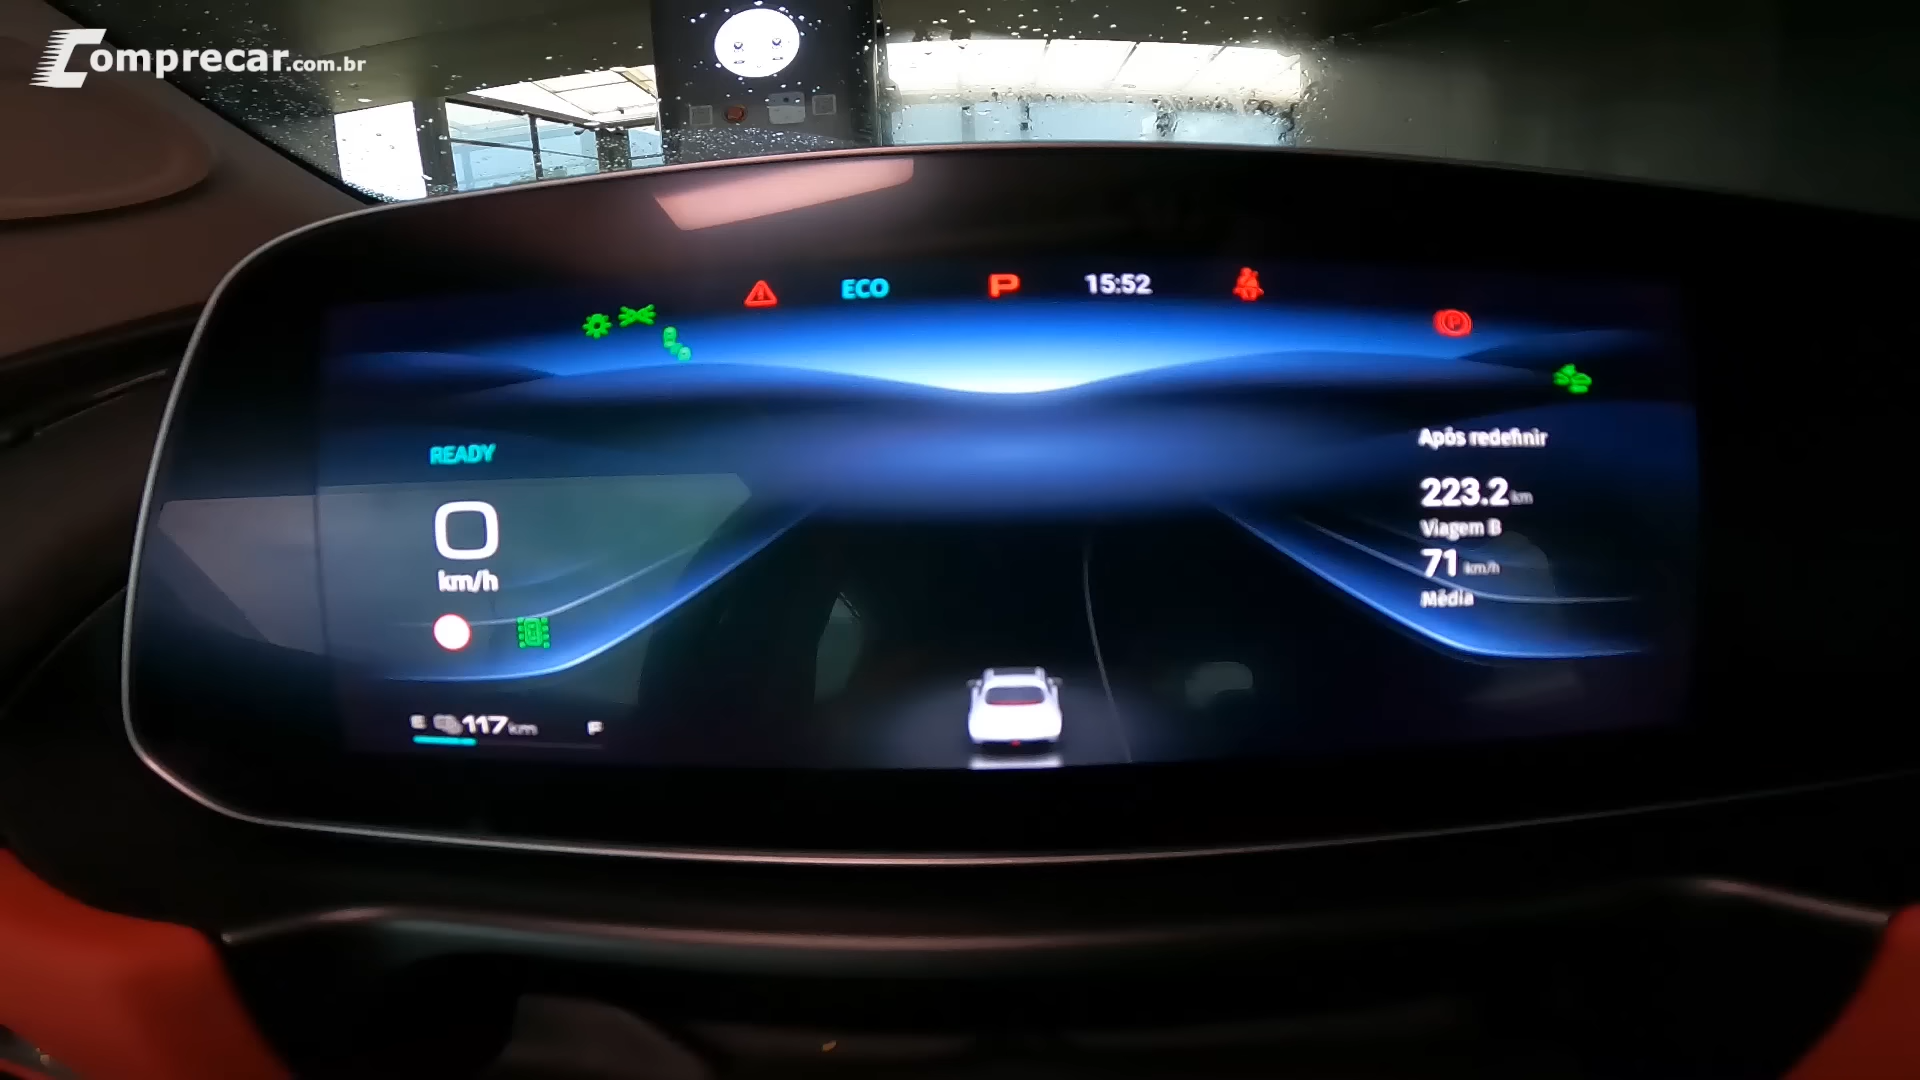 Comprecar.com.br
ECO
P
15:52
P
READY
0
km/h
E 117 km F
Após redefinir
223.2 km
Viagem B
71 km/h
Média